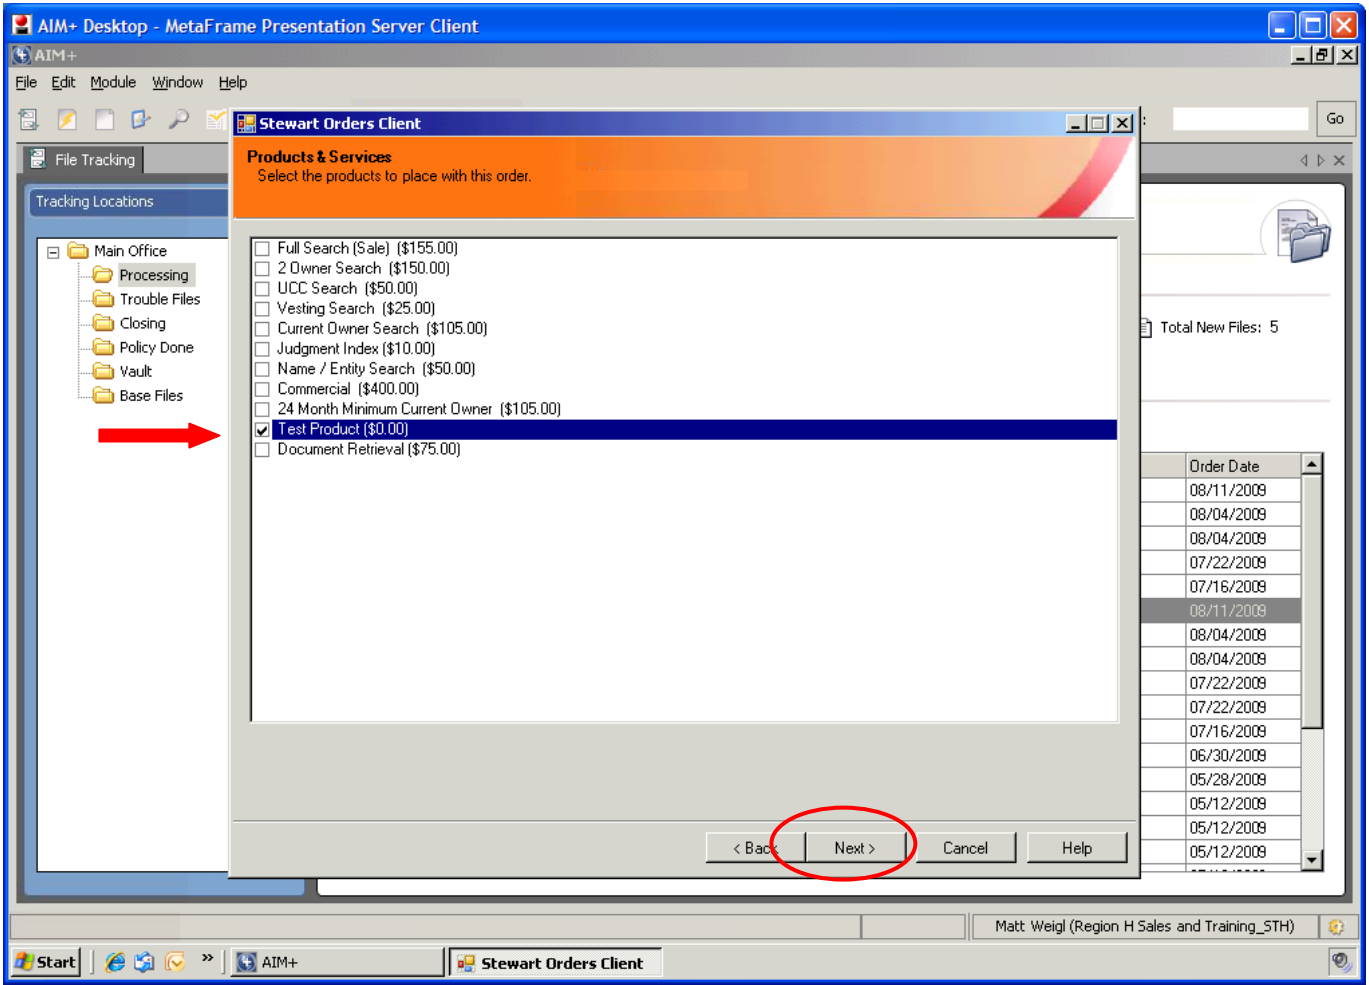 AIM+ Desktop - MetaFrame Presentation Server Client
AIM+
File Edit Module Window Help
Go
File Tracking
Tracking Locations
Main Office
Processing
Trouble Files
Closing
Policy Done
Vault
Base Files
Stewart Orders Client
Products & Services
Select the products to place with this order.
Full Search (Sale) ($155.00)
2 Owner Search ($150.00)
UCC Search ($50.00)
Vesting Search ($25.00)
Current Owner Search ($105.00)
Judgment Index ($10.00)
Name / Entity Search ($50.00)
Commercial ($400.00)
24 Month Minimum Current Owner ($105.00)
Test Product ($0.00)
Document Retrieval ($75.00)
< Back Next > Cancel Help
Total New Files: 5
Order Date
08/11/2009
08/04/2009
08/04/2009
07/22/2009
07/16/2009
08/11/2009
08/04/2009
08/04/2009
07/22/2009
07/22/2009
07/16/2009
06/30/2009
05/28/2009
05/12/2009
05/12/2009
05/12/2009
Matt Weigl (Region H Sales and Training_STH)
Start » AIM+ Stewart Orders Client